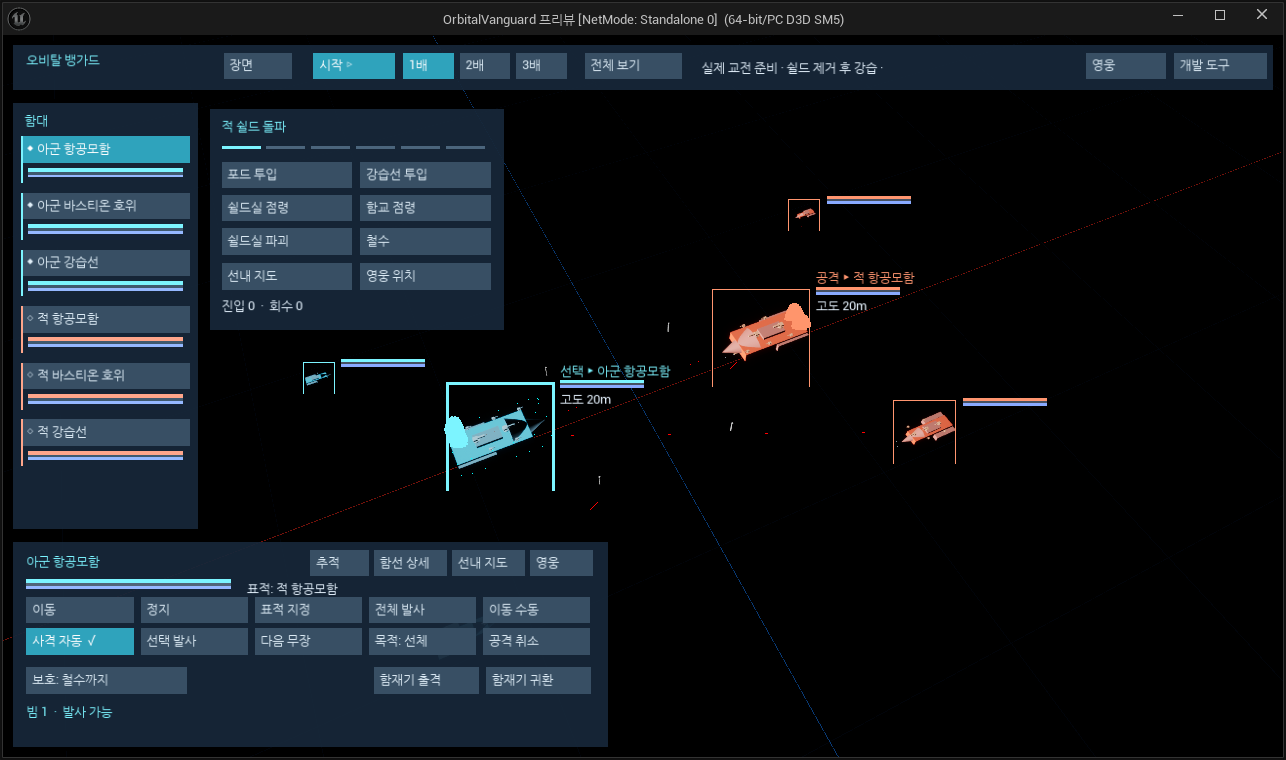 OrbitalVanguard 프리뷰 [NetMode: Standalone 0] (64-bit/PC D3D SM5)
오비탈 뱅가드
장면
시작 ▷
1배
2배
3배
전체 보기
실제 교전 준비 · 쉴드 제거 후 강습 ·
영웅
개발 도구
함대
◆ 아군 항공모함
◆ 아군 바스티온 호위
◆ 아군 강습선
◇ 적 항공모함
◇ 적 바스티온 호위
◇ 적 강습선
적 쉴드 돌파
포드 투입
강습선 투입
쉴드실 점령
함교 점령
쉴드실 파괴
철수
선내 지도
영웅 위치
진입 0 · 회수 0
공격 ▸ 적 항공모함
고도 20m
선택 ▸ 아군 항공모함
고도 20m
아군 항공모함
추적
함선 상세
선내 지도
영웅
표적: 적 항공모함
이동
정지
표적 지정
전체 발사
이동 수동
사격 자동 ✓
선택 발사
다음 무장
목적: 선체
공격 취소
보호: 철수까지
함재기 출격
함재기 귀환
빔 1 · 발사 가능